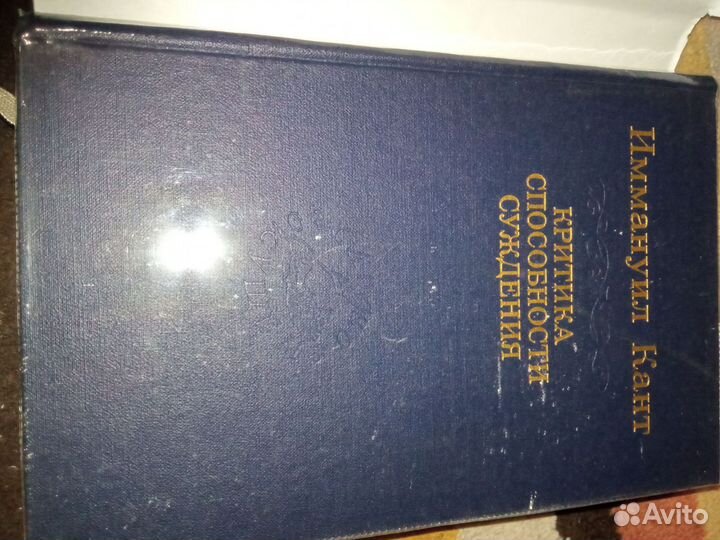 Иммануил Кант
КРИТИКА
СПОСОБНОСТИ
СУЖДЕНИЯ
Avito